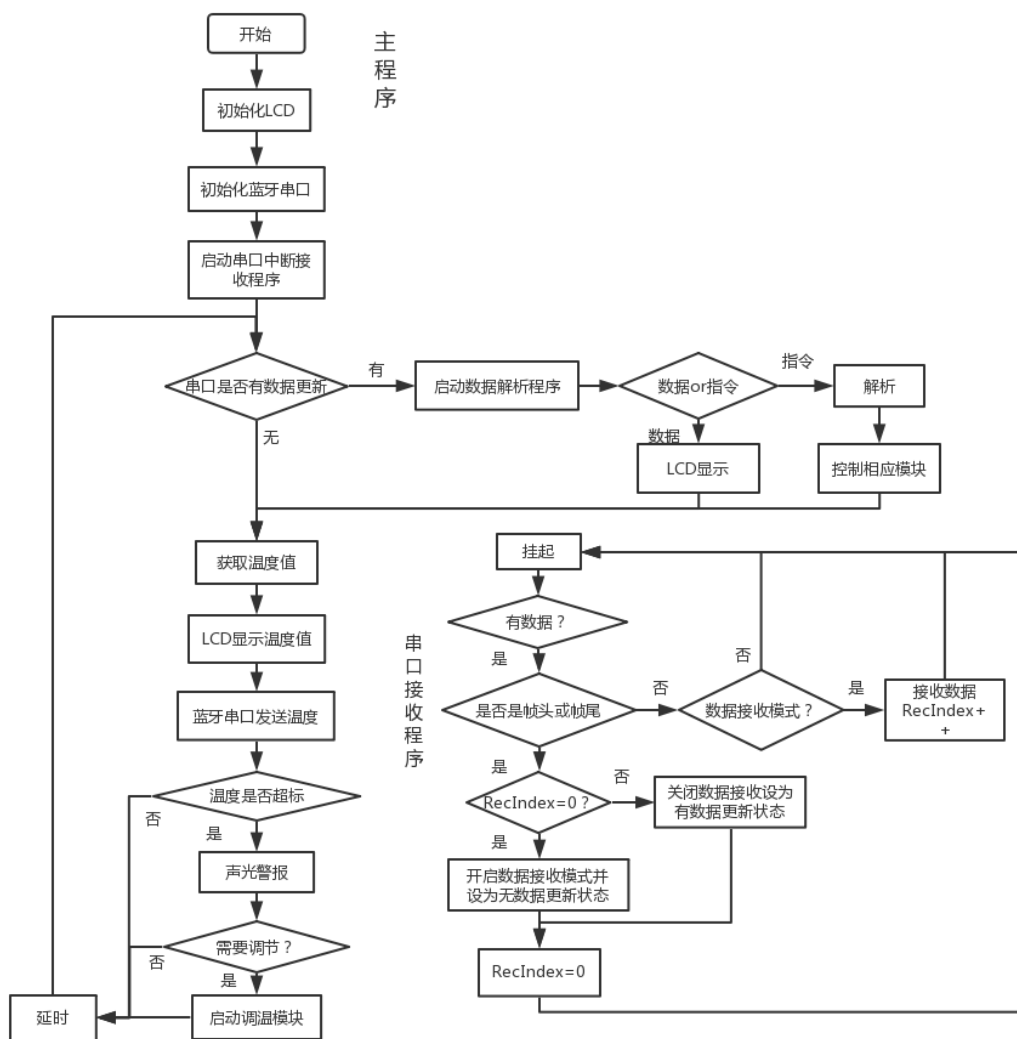 开始
主
程
序
初始化LCD
初始化蓝牙串口
启动串口中断接
收程序
串口是否有数据更新
有
启动数据解析程序
数据or指令
指令
解析
无
数据
LCD显示
控制相应模块
获取温度值
LCD显示温度值
蓝牙串口发送温度
温度是否超标
否
是
声光警报
需要调节？
否
是
启动调温模块
延时
串
口
接
收
程
序
挂起
有数据？
是
是否是帧头或帧尾
否
数据接收模式？
否
是
接收数据
RecIndex+
+
是
RecIndex=0？
否
关闭数据接收设为
有数据更新状态
是
开启数据接收模式并
设为无数据更新状态
RecIndex=0